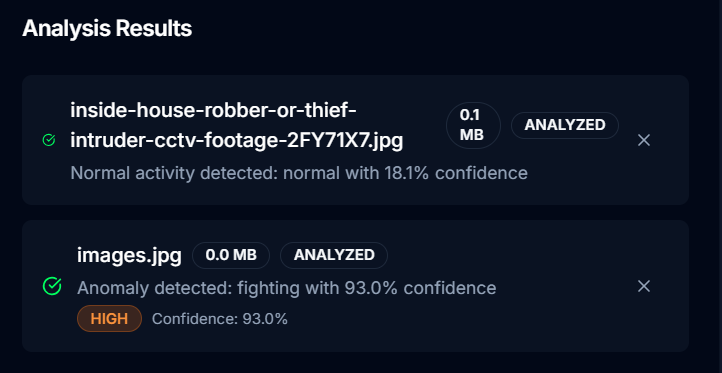 Analysis Results
inside-house-robber-or-thief-
intruder-cctv-footage-2FY71X7.jpg
0.1
MB
ANALYZED
Normal activity detected: normal with 18.1% confidence
images.jpg 0.0 MB ANALYZED
Anomaly detected: fighting with 93.0% confidence
HIGH Confidence: 93.0%